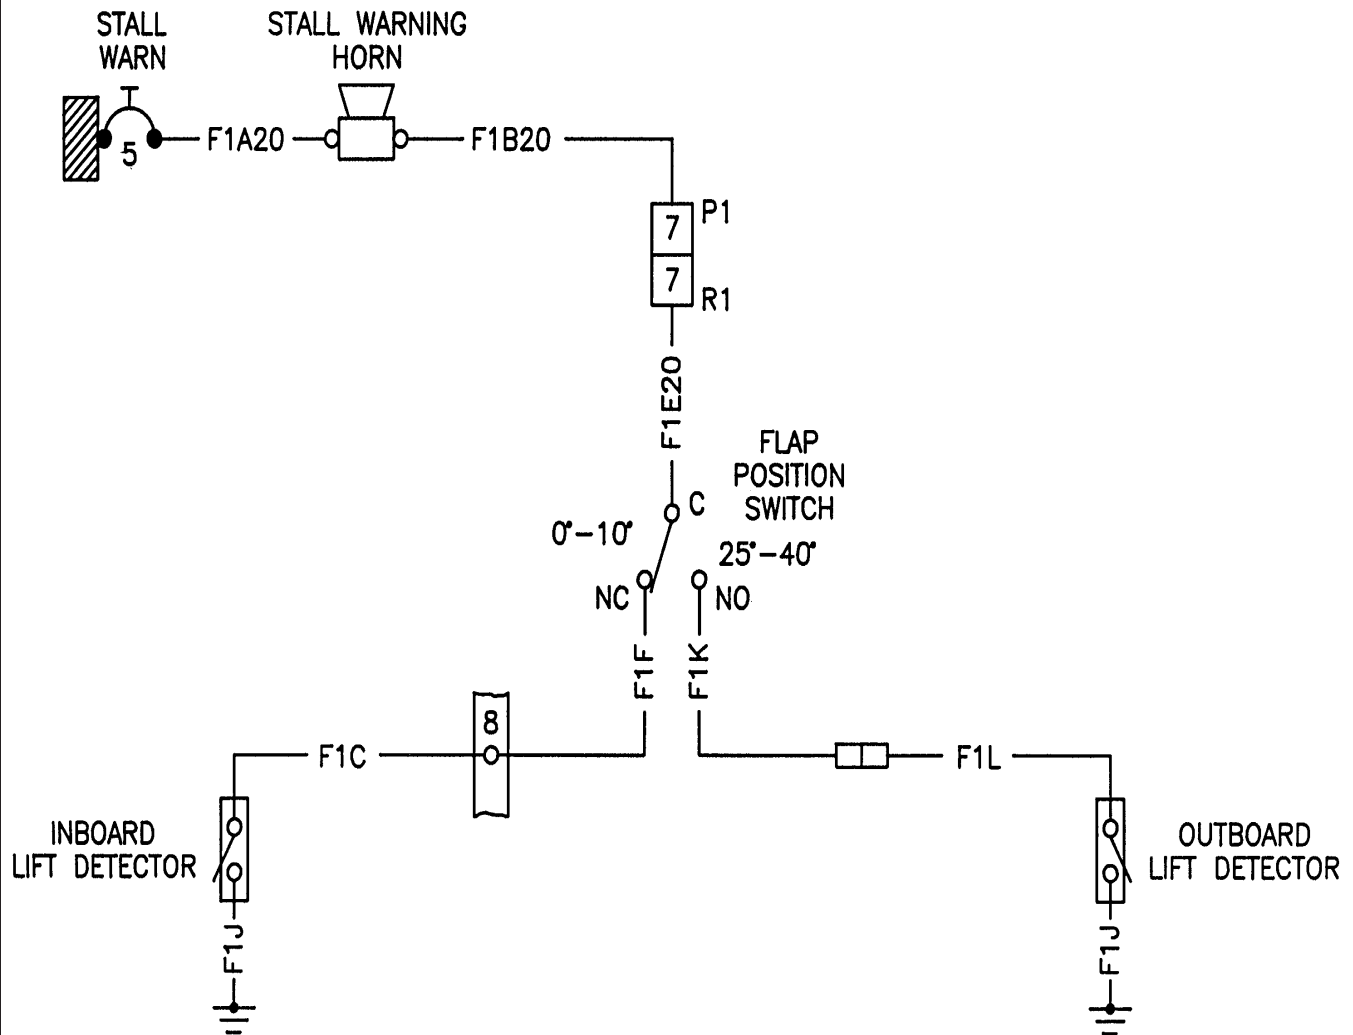 STALL
WARN
STALL WARNING
HORN
5
F1A20
F1B20
7
P1
7
R1
F1E20
FLAP
POSITION
SWITCH
C
0°-10°
25°-40°
NC
NO
F1F
F1K
8
F1C
F1L
INBOARD
LIFT DETECTOR
OUTBOARD
LIFT DETECTOR
F1J
F1J